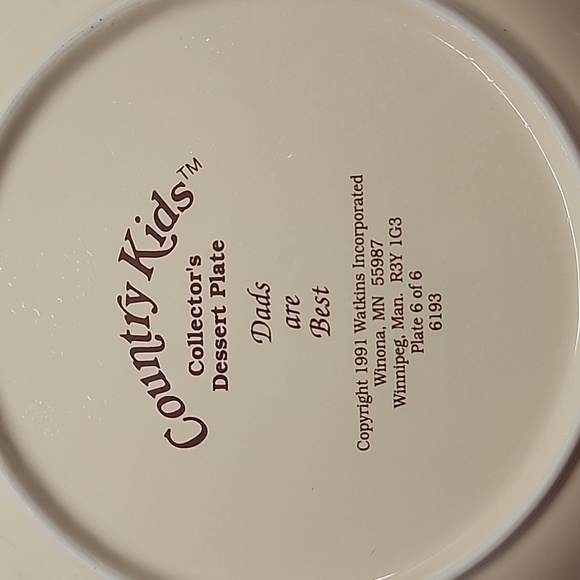 Country Kids™
Collector's
Dessert Plate
Dads
are
Best
Copyright 1991 Watkins Incorporated
Winona, MN 55987
Winnipeg, Man. R3Y 1G3
Plate 6 of 6
6193